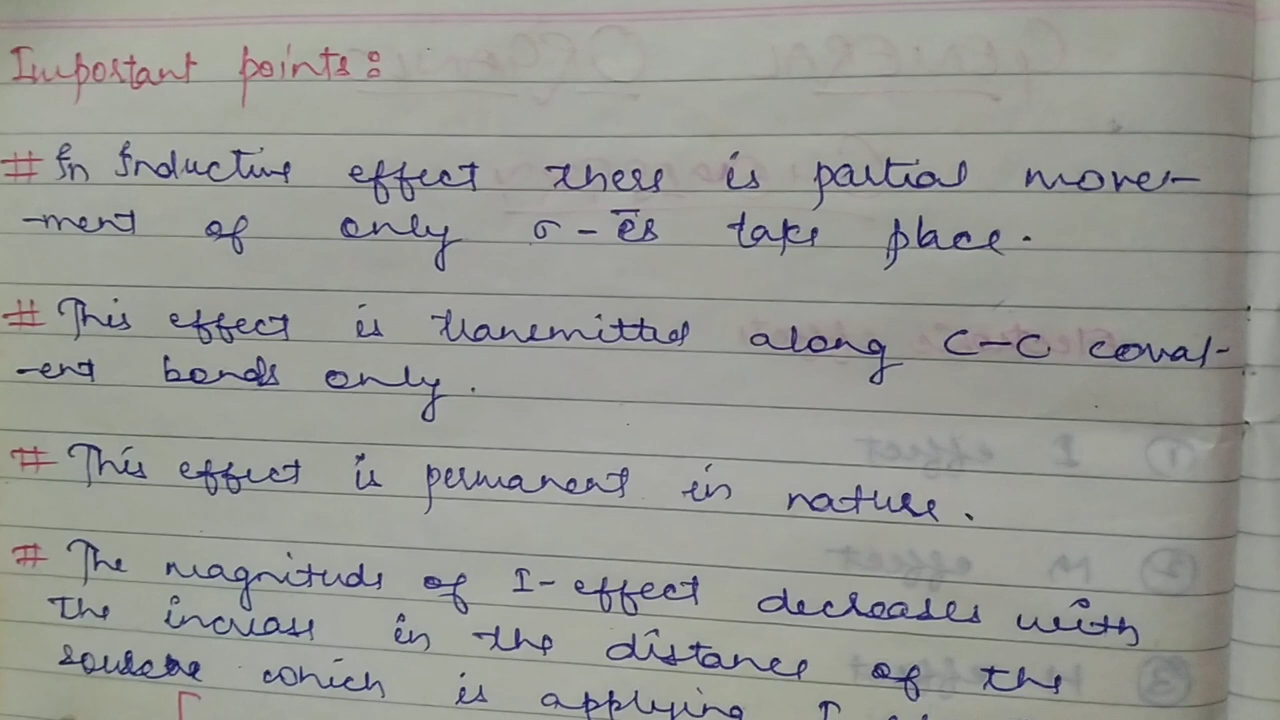 Important points:
# In Inductive effect there is partial move-
-ment of only σ-ēs take place.
# This effect is transmitted along C-C coval-
-ent bonds only.
# This effect is permanent in nature.
# The magnitude of I-effect decreases with
the increase in the distance of the
source which is applying I